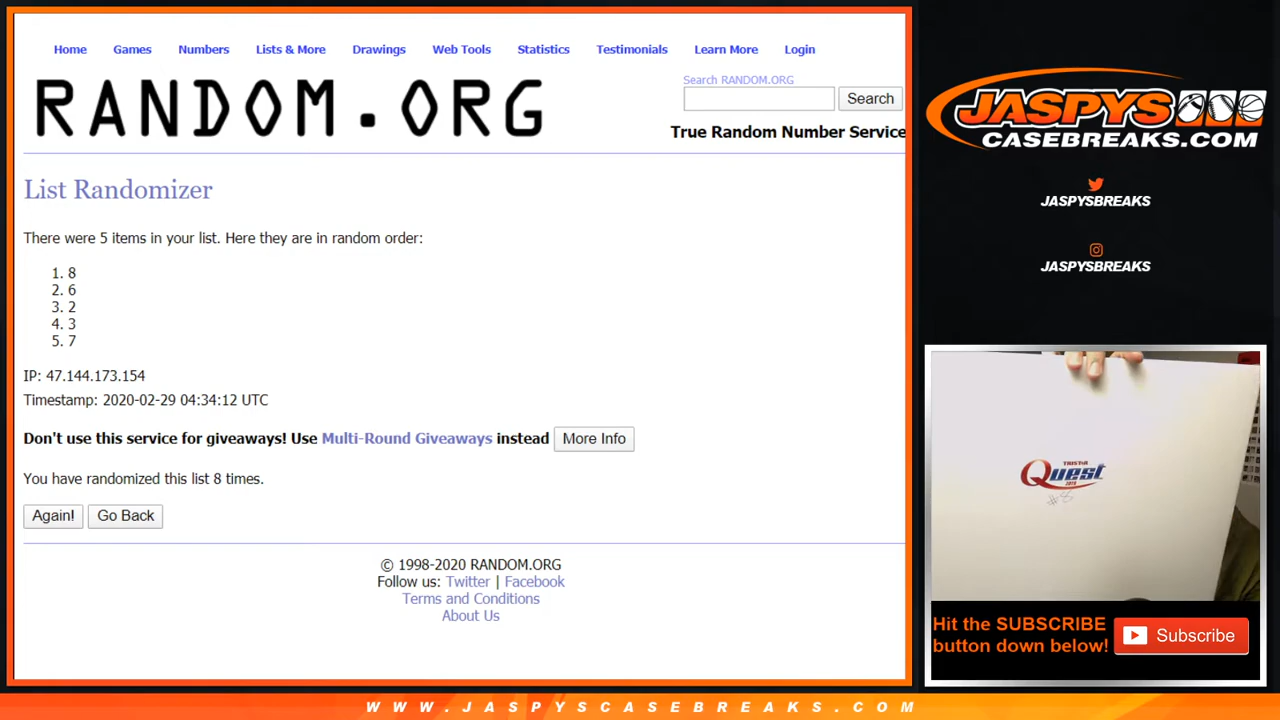 Home Games Numbers Lists & More Drawings Web Tools Statistics Testimonials Learn More Login
RANDOM.ORG
Search RANDOM.ORG
Search
True Random Number Service
List Randomizer
There were 5 items in your list. Here they are in random order:
1. 8
2. 6
3. 2
4. 3
5. 7
IP: 47.144.173.154
Timestamp: 2020-02-29 04:34:12 UTC
Don't use this service for giveaways! Use Multi-Round Giveaways instead More Info
You have randomized this list 8 times.
Again! Go Back
© 1998-2020 RANDOM.ORG
Follow us: Twitter | Facebook
Terms and Conditions
About Us
JASPYS
CASEBREAKS.COM
JASPYSBREAKS
JASPYSBREAKS
TRISTAR
Quest
#8
Hit the SUBSCRIBE
button down below!
Subscribe
WWW.JASPYSCASEBREAKS.COM